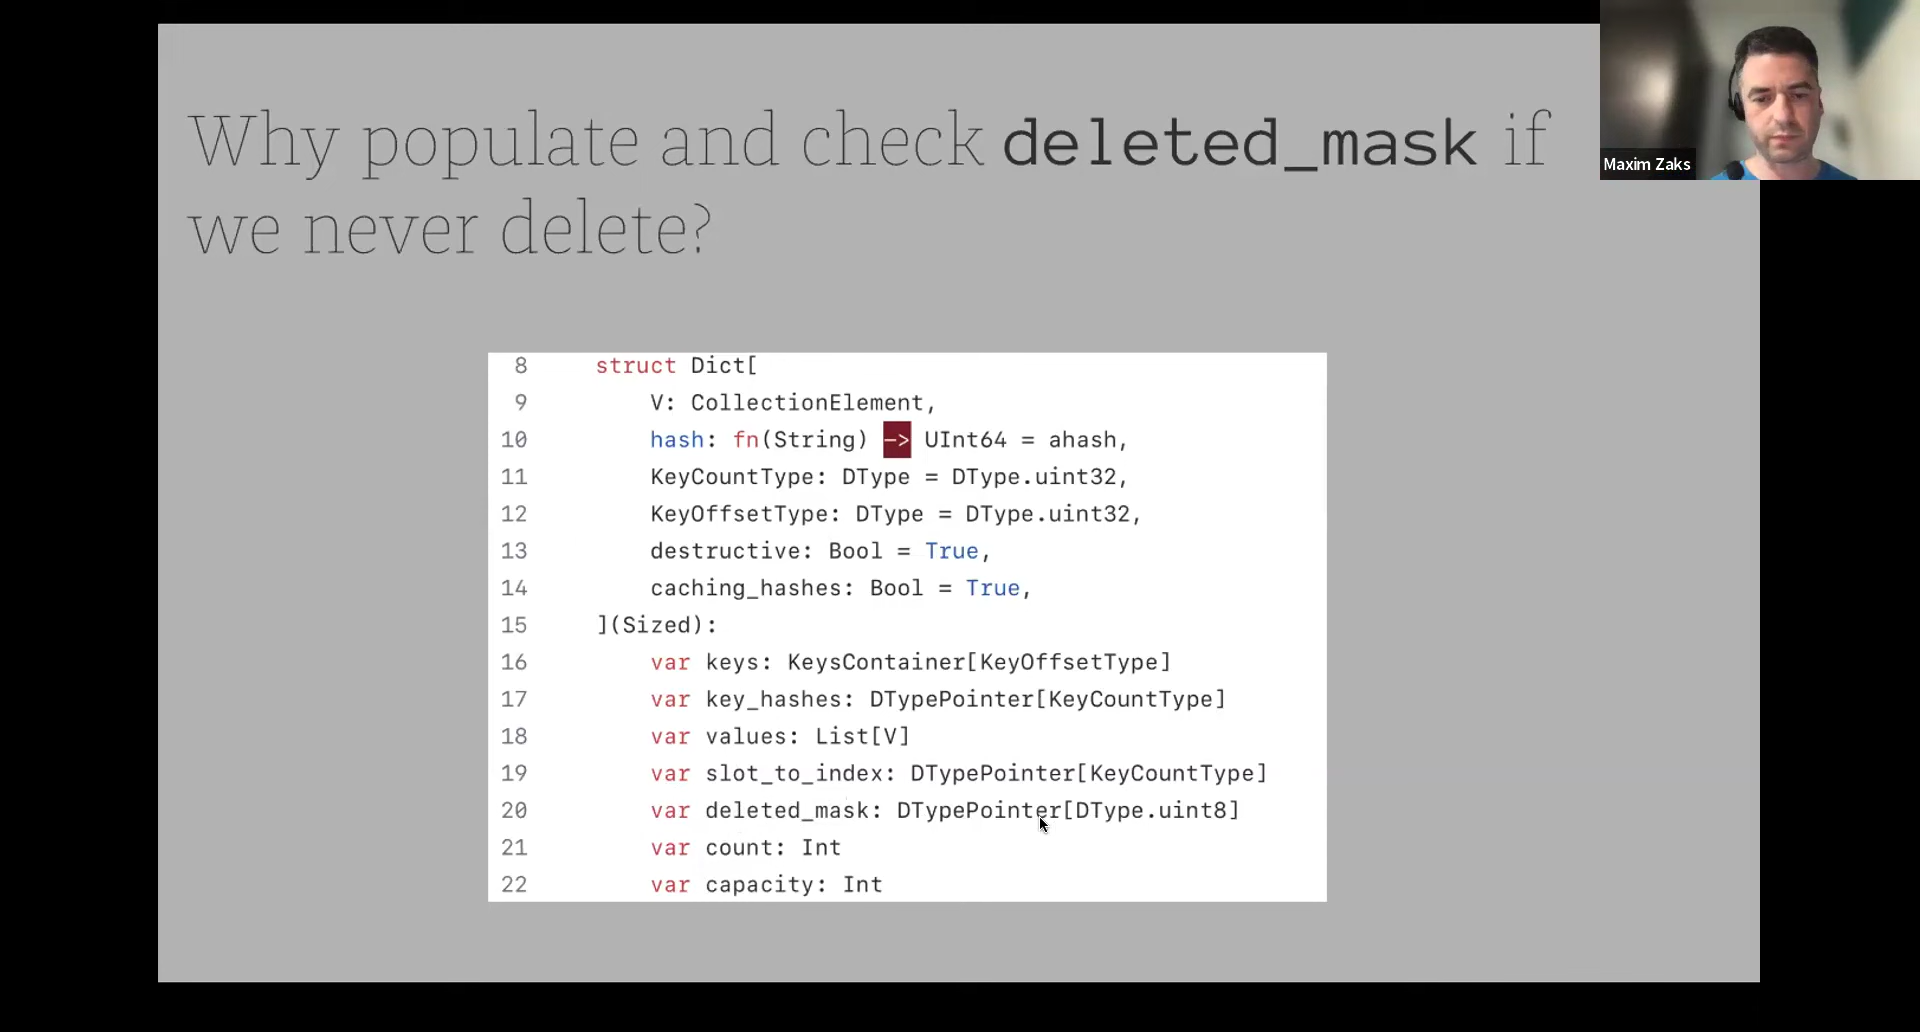 Why populate and check deleted_mask if
we never delete?
Maxim Zaks
8 struct Dict[
9 V: CollectionElement,
10 hash: fn(String) -> UInt64 = ahash,
11 KeyCountType: DType = DType.uint32,
12 KeyOffsetType: DType = DType.uint32,
13 destructive: Bool = True,
14 caching_hashes: Bool = True,
15 ](Sized):
16 var keys: KeysContainer[KeyOffsetType]
17 var key_hashes: DTypePointer[KeyCountType]
18 var values: List[V]
19 var slot_to_index: DTypePointer[KeyCountType]
20 var deleted_mask: DTypePointer[DType.uint8]
21 var count: Int
22 var capacity: Int